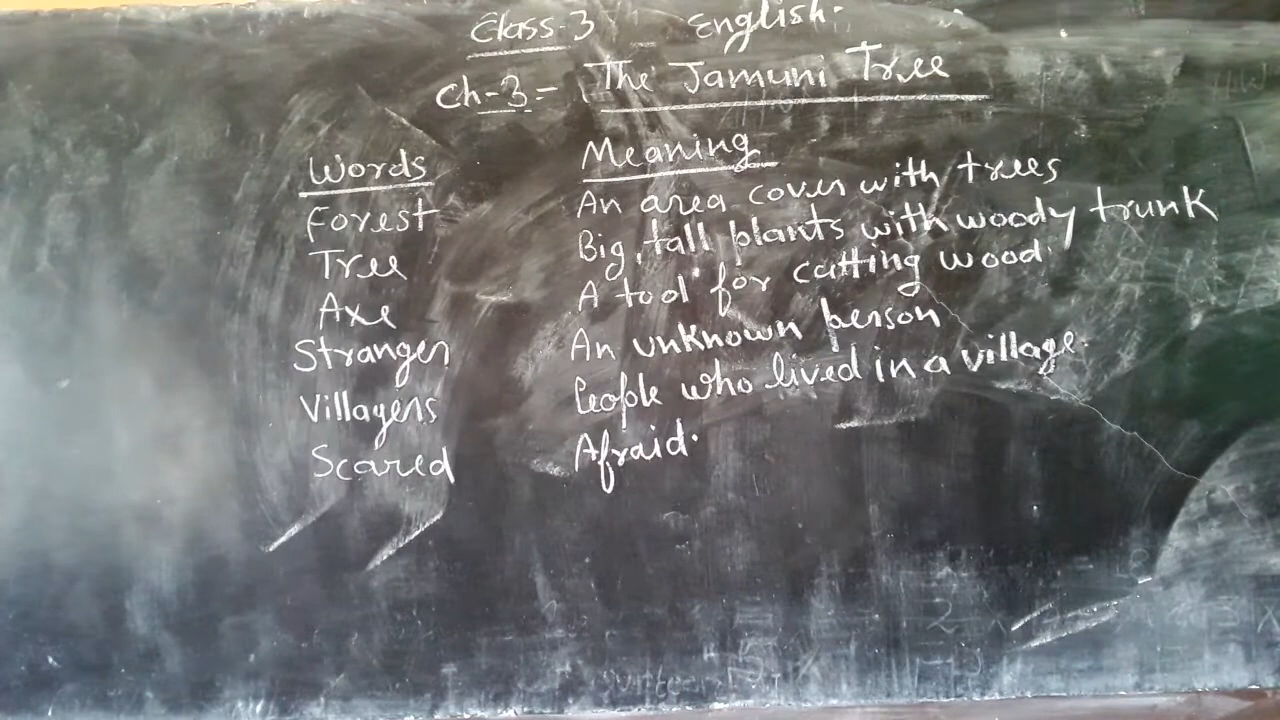 Class-3 - English.
Ch-3:- The Jamuni Tree
Words Meaning
Forest An area cover with trees
Tree Big, tall plants with woody trunk
Axe A tool for cutting wood.
Stranger An unknown person
Villagers People who lived in a village.
Scared Afraid.